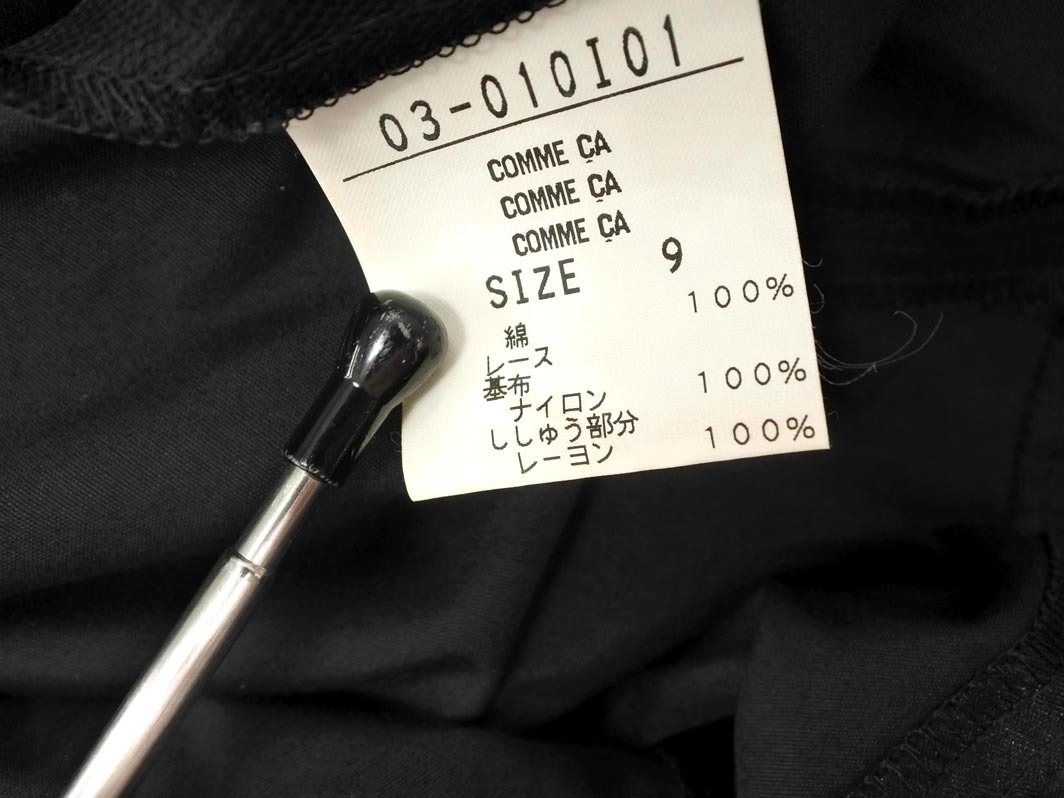 03-010I01
COMME ÇA
COMME ÇA
COMME ÇA
SIZE 9
綿 100%
レース
基布
ナイロン 100%
ししゅう部分
レーヨン 100%